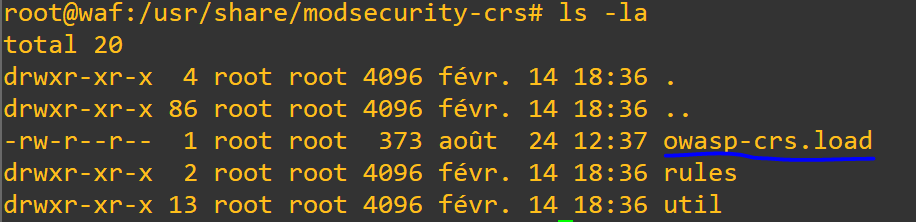 root@waf:/usr/share/modsecurity-crs# ls -la
total 20
drwxr-xr-x  4 root root 4096 févr. 14 18:36 .
drwxr-xr-x 86 root root 4096 févr. 14 18:36 ..
-rw-r--r--  1 root root  373 août  24 12:37 owasp-crs.load
drwxr-xr-x  2 root root 4096 févr. 14 18:36 rules
drwxr-xr-x 13 root root 4096 févr. 14 18:36 util